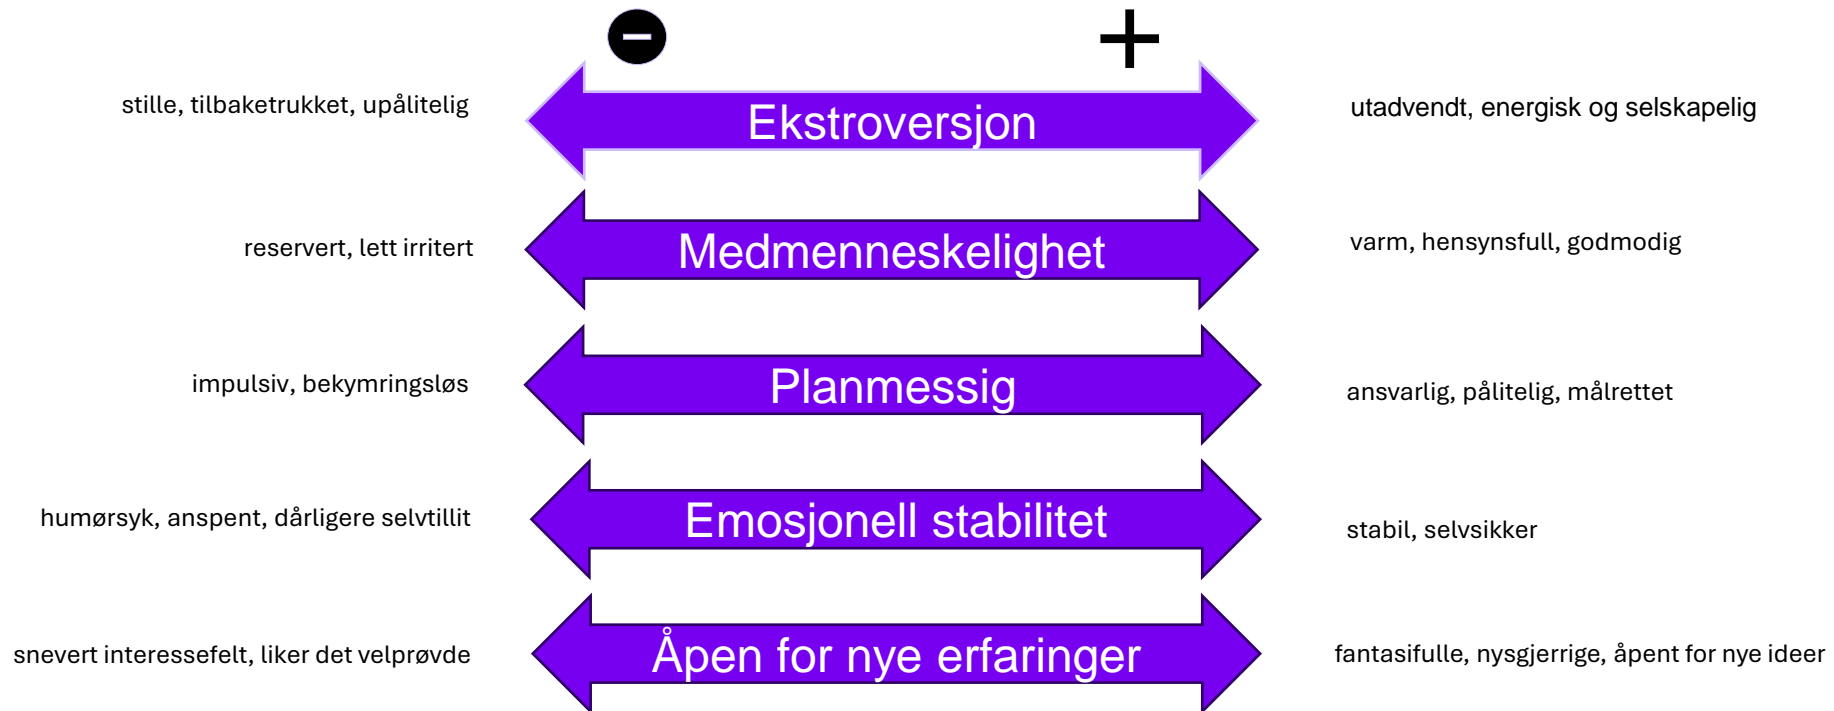 stille, tilbaketrukket, upålitelig
Ekstroversjon
utadvendt, energisk og selskapelig
reservert, lett irritert
Medmenneskelighet
varm, hensynsfull, godmodig
impulsiv, bekymringsløs
Planmessig
ansvarlig, pålitelig, målrettet
humørsyk, anspent, dårligere selvtillit
Emosjonell stabilitet
stabil, selvsikker
snevert interessefelt, liker det velprøvde
Åpen for nye erfaringer
fantasifulle, nysgjerrige, åpent for nye ideer